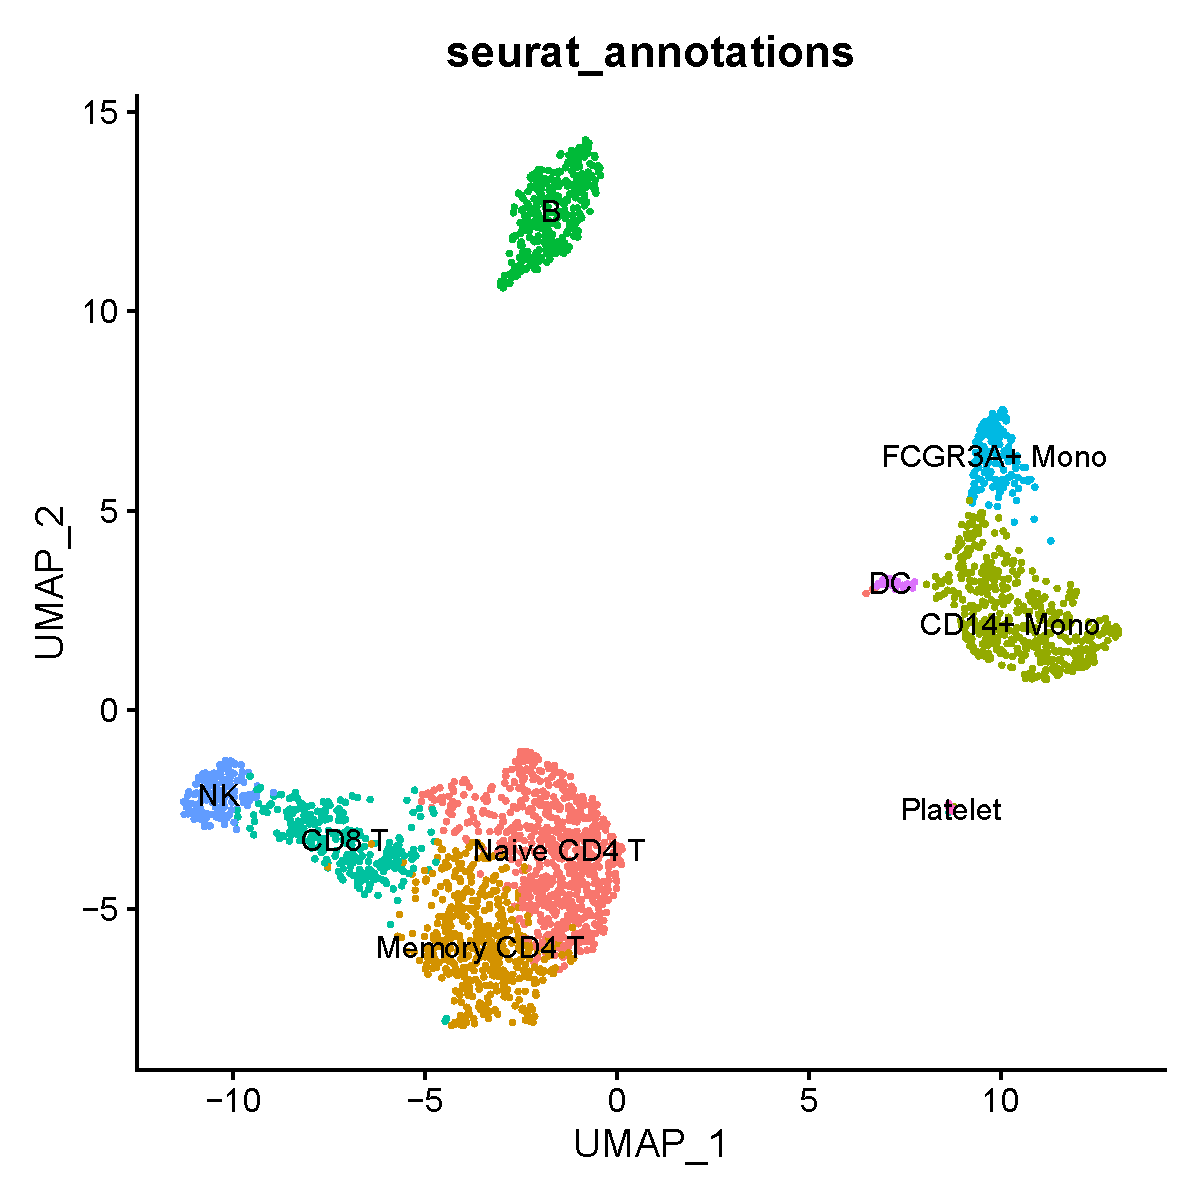 seurat_annotations
15
10
5
0
−5
UMAP_2
B
FCGR3A+ Mono
DC
CD14+ Mono
NK
CD8 T
Naive CD4 T
Platelet
Memory CD4 T
−10
−5
0
5
10
UMAP_1